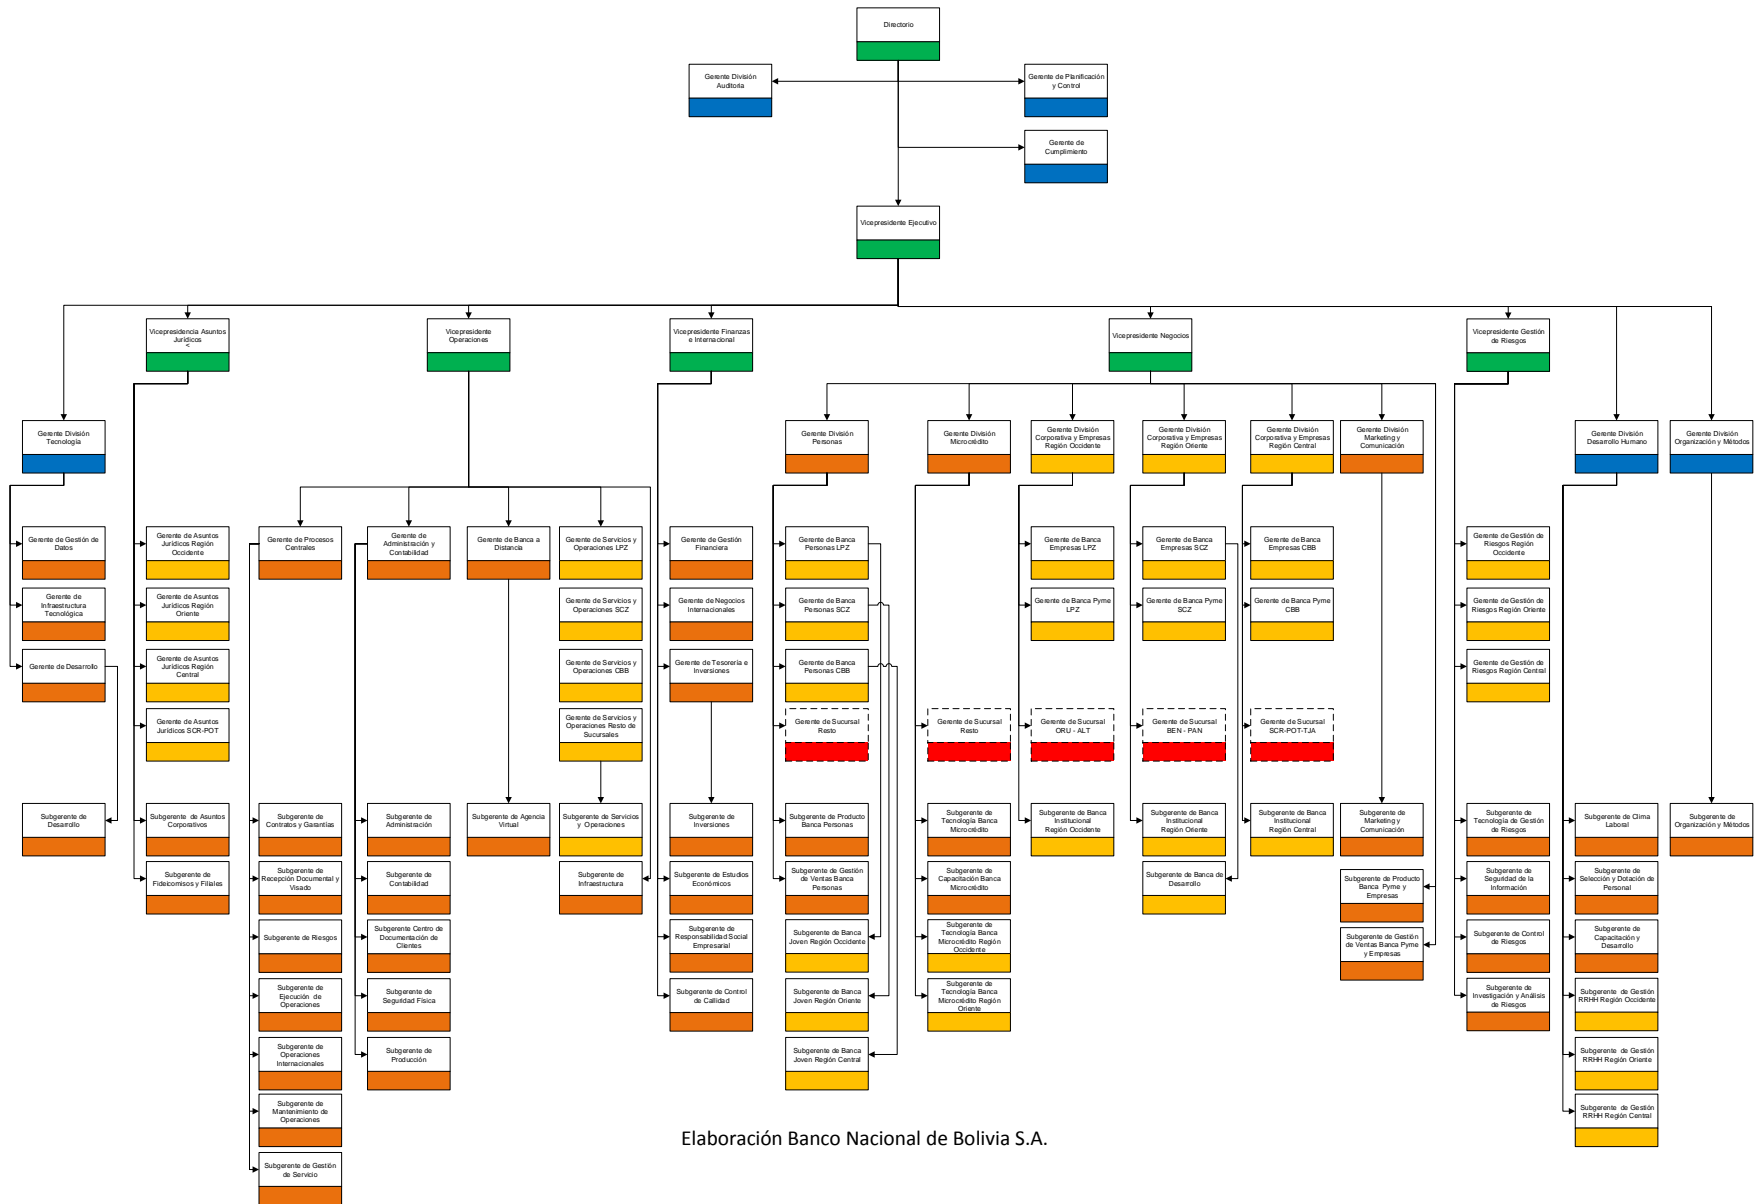 Directorio
Gerente División
Auditoria
Gerente de Planificación
y Control
Gerente de
Cumplimiento
Vicepresidente Ejecutivo
Vicepresidencia Asuntos
Jurídicos
<
Vicepresidente
Operaciones
Vicepresidente Finanzas
e Internacional
Vicepresidente Negocios
Vicepresidente Gestión
de Riesgos
Gerente División
Tecnología
Gerente División
Personas
Gerente División
Microcrédito
Gerente División
Corporativa y Empresas
Región Occidente
Gerente División
Corporativa y Empresas
Región Oriente
Gerente División
Corporativa y Empresas
Región Central
Gerente División
Marketing y
Comunicación
Gerente División
Desarrollo Humano
Gerente División
Organización y Métodos
Gerente de Gestión de
Datos
Gerente de Asuntos
Jurídicos Región
Occidente
Gerente de Procesos
Centrales
Gerente de
Administración y
Contabilidad
Gerente de Banca a
Distancia
Gerente de Servicios y
Operaciones LPZ
Gerente de Gestión
Financiera
Gerente de Banca
Personas LPZ
Gerente de Banca
Empresas LPZ
Gerente de Banca
Empresas SCZ
Gerente de Banca
Empresas CBB
Gerente de Gestión de
Riesgos Región
Occidente
Gerente de
Infraestructura
Tecnológica
Gerente de Asuntos
Jurídicos Región
Oriente
Gerente de Servicios y
Operaciones SCZ
Gerente de Negocios
Internacionales
Gerente de Banca
Personas SCZ
Gerente de Banca Pyme
LPZ
Gerente de Banca Pyme
SCZ
Gerente de Banca Pyme
CBB
Gerente de Gestión de
Riesgos Región Oriente
Gerente de Desarrollo
Gerente de Asuntos
Jurídicos Región
Central
Gerente de Servicios y
Operaciones CBB
Gerente de Tesorería e
Inversiones
Gerente de Banca
Personas CBB
Gerente de Gestión de
Riesgos Región Central
Gerente de Asuntos
Jurídicos SCR-POT
Gerente de Servicios y
Operaciones Resto de
Sucursales
Gerente de Sucursal
Resto
Gerente de Sucursal
Resto
Gerente de Sucursal
ORU - ALT
Gerente de Sucursal
BEN - PAN
Gerente de Sucursal
SCR-POT-TJA
Subgerente de
Desarrollo
Subgerente de Asuntos
Corporativos
Subgerente de
Contratos y Garantías
Subgerente de
Administración
Subgerente de Agencia
Virtual
Subgerente de Servicios
y Operaciones
Subgerente de
Inversiones
Subgerente de Producto
Banca Personas
Subgerente de
Tecnología Banca
Microcrédito
Subgerente de Banca
Institucional
Región Occidente
Subgerente de Banca
Institucional
Región Oriente
Subgerente de Banca
Institucional
Región Central
Subgerente de
Marketing y
Comunicación
Subgerente de
Tecnología de Gestión
de Riesgos
Subgerente de Clima
Laboral
Subgerente de
Organización y Métodos
Subgerente de
Fideicomisos y Filiales
Subgerente de
Recepción Documental y
Visado
Subgerente de
Contabilidad
Subgerente de
Infraestructura
Subgerente de Estudios
Económicos
Subgerente de Gestión
de Ventas Banca
Personas
Subgerente de
Capacitación Banca
Microcrédito
Subgerente de Banca de
Desarrollo
Subgerente de Producto
Banca Pyme y
Empresas
Subgerente de
Seguridad de la
Información
Subgerente de
Selección y Dotación de
Personal
Subgerente de Riesgos
Subgerente Centro de
Documentación de
Clientes
Subgerente de
Responsabilidad Social
Empresarial
Subgerente de Banca
Joven Región Occidente
Subgerente de
Tecnología Banca
Microcrédito Región
Occidente
Subgerente de Gestión
de Ventas Banca Pyme
y Empresas
Subgerente de Control
de Riesgos
Subgerente de
Capacitación y
Desarrollo
Subgerente de
Ejecución de
Operaciones
Subgerente de
Seguridad Física
Subgerente de Control
de Callidad
Subgerente de Banca
Joven Región Oriente
Subgerente de
Tecnología Banca
Microcrédito Región
Oriente
Subgerente de
Investigación y Análisis
de Riesgos
Subgerente de Gestión
RRHH Región Occidente
Subgerente de
Operaciones
Internacionales
Subgerente de
Producción
Subgerente de Banca
Joven Región Central
Subgerente de Gestión
RRHH Región Oriente
Subgerente de
Mantenimiento de
Operaciones
Subgerente de Gestión
RRHH Región Central
Subgerente de Gestión
de Servicio
Elaboración Banco Nacional de Bolivia S.A.